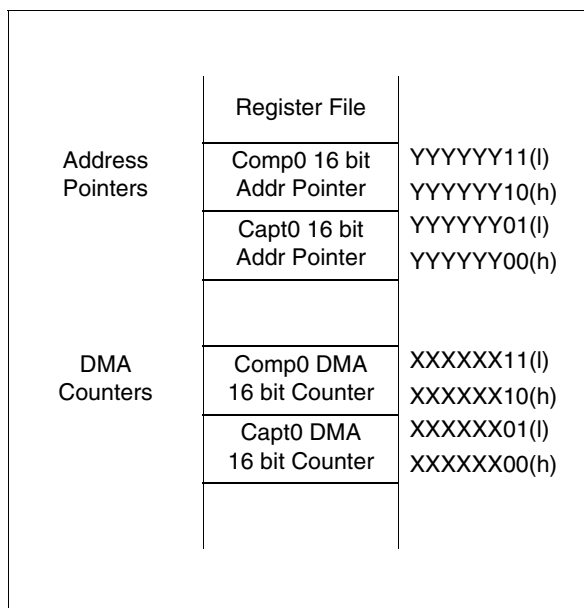 Register File
Address
Pointers
Comp0 16 bit
Addr Pointer
YYYYYY11(l)
YYYYYY10(h)
Capt0 16 bit
Addr Pointer
YYYYYY01(l)
YYYYYY00(h)
DMA
Counters
Comp0 DMA
16 bit Counter
XXXXXX11(l)
XXXXXX10(h)
Capt0 DMA
16 bit Counter
XXXXXX01(l)
XXXXXX00(h)